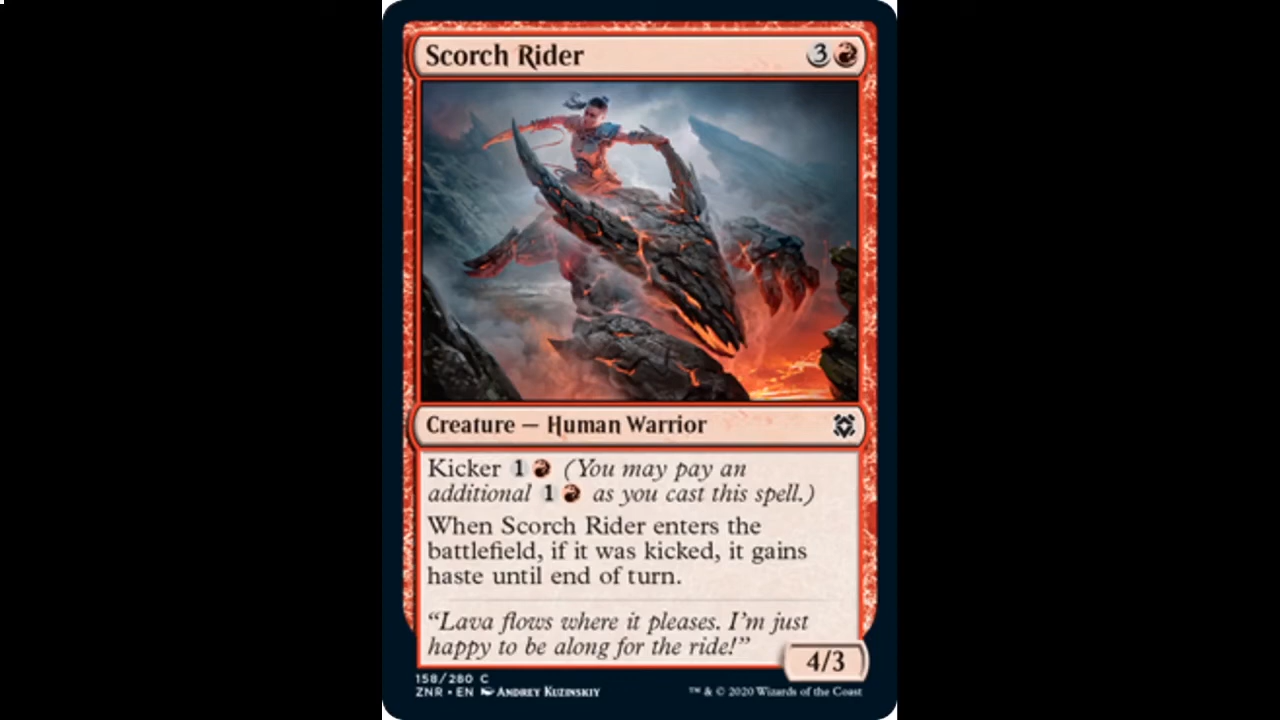 Scorch Rider 3
Creature — Human Warrior
Kicker 1 (You may pay an
additional 1 as you cast this spell.)
When Scorch Rider enters the
battlefield, if it was kicked, it gains
haste until end of turn.
“Lava flows where it pleases. I’m just
happy to be along for the ride!”
4/3
158/280 C
ZNR • EN Andrey Kuzinskiy
™ & © 2020 Wizards of the Coast